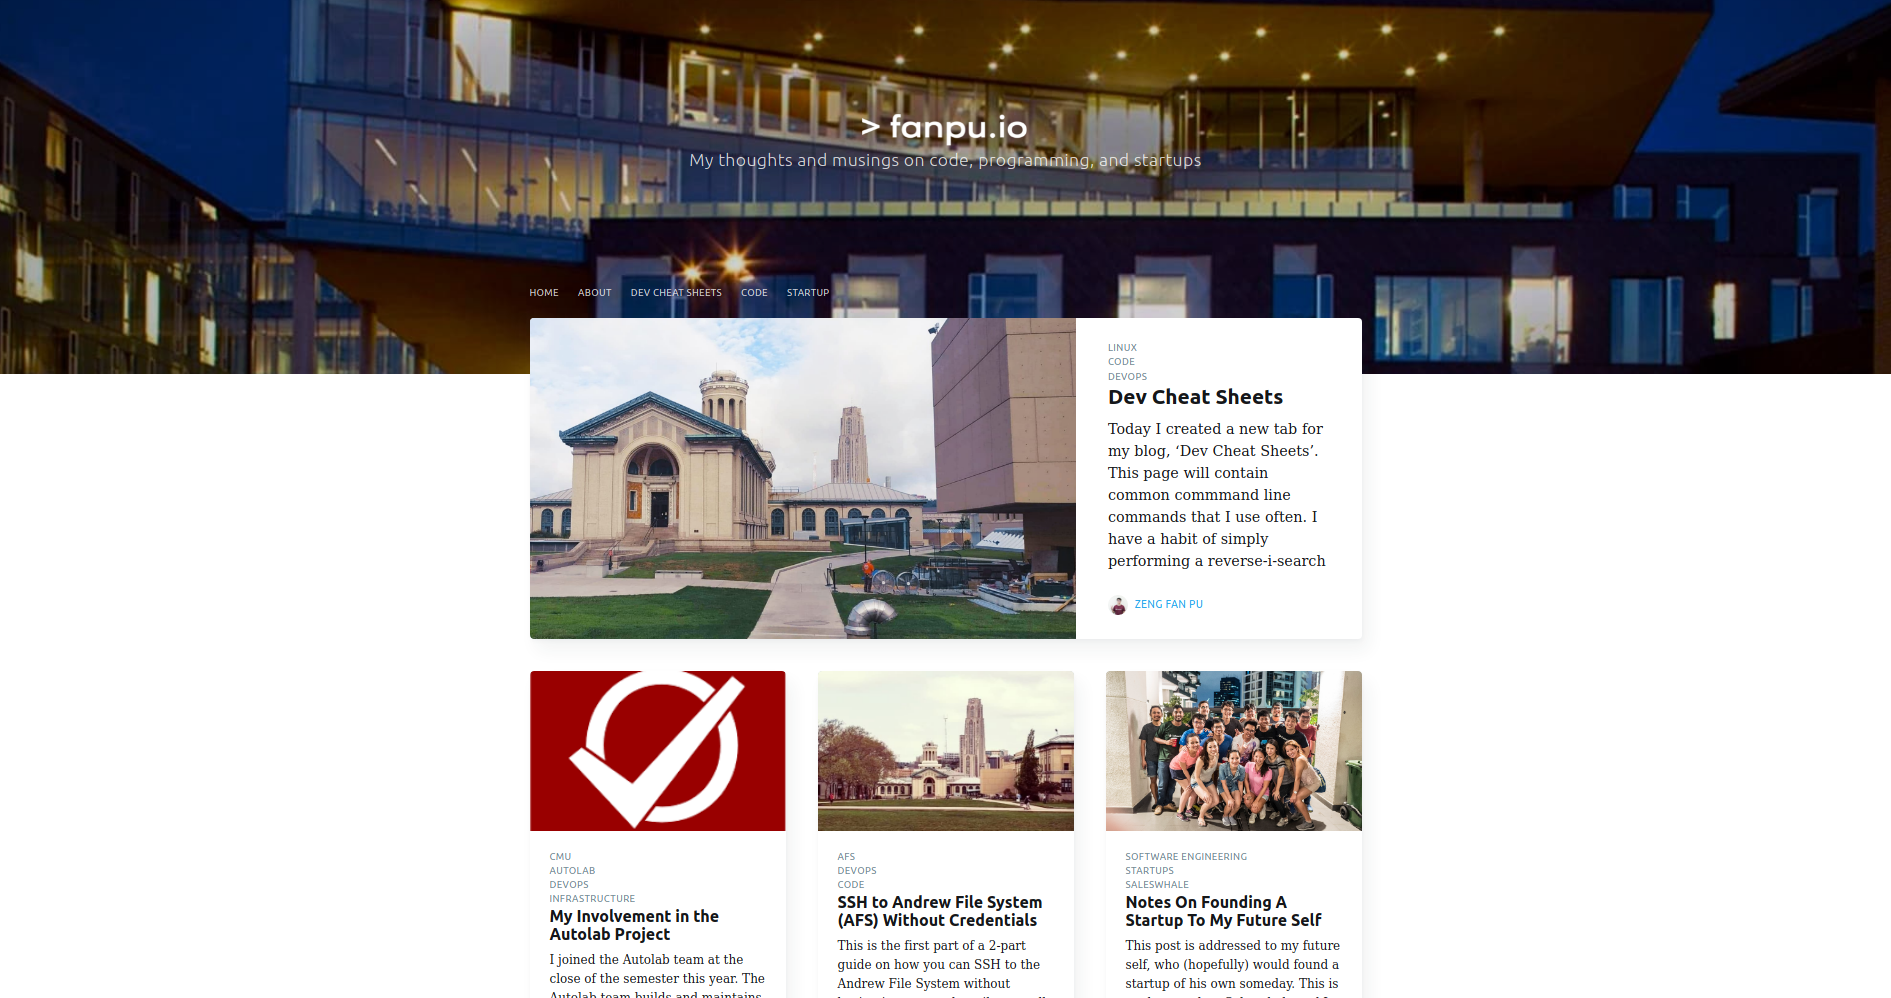 > fanpu.io
My thoughts and musings on code, programming, and startups
HOME ABOUT DEV CHEAT SHEETS CODE STARTUP
LINUX
CODE
DEVOPS
Dev Cheat Sheets
Today I created a new tab for
my blog, ‘Dev Cheat Sheets’.
This page will contain
common commmand line
commands that I use often. I
have a habit of simply
performing a reverse-i-search
ZENG FAN PU
CMU
AUTOLAB
DEVOPS
INFRASTRUCTURE
My Involvement in the
Autolab Project
I joined the Autolab team at the
close of the semester this year. The
Autolab team builds and maintains
AFS
DEVOPS
CODE
SSH to Andrew File System
(AFS) Without Credentials
This is the first part of a 2-part
guide on how you can SSH to the
Andrew File System without
SOFTWARE ENGINEERING
STARTUPS
SALESWHALE
Notes On Founding A
Startup To My Future Self
This post is addressed to my future
self, who (hopefully) would found a
startup of his own someday. This is